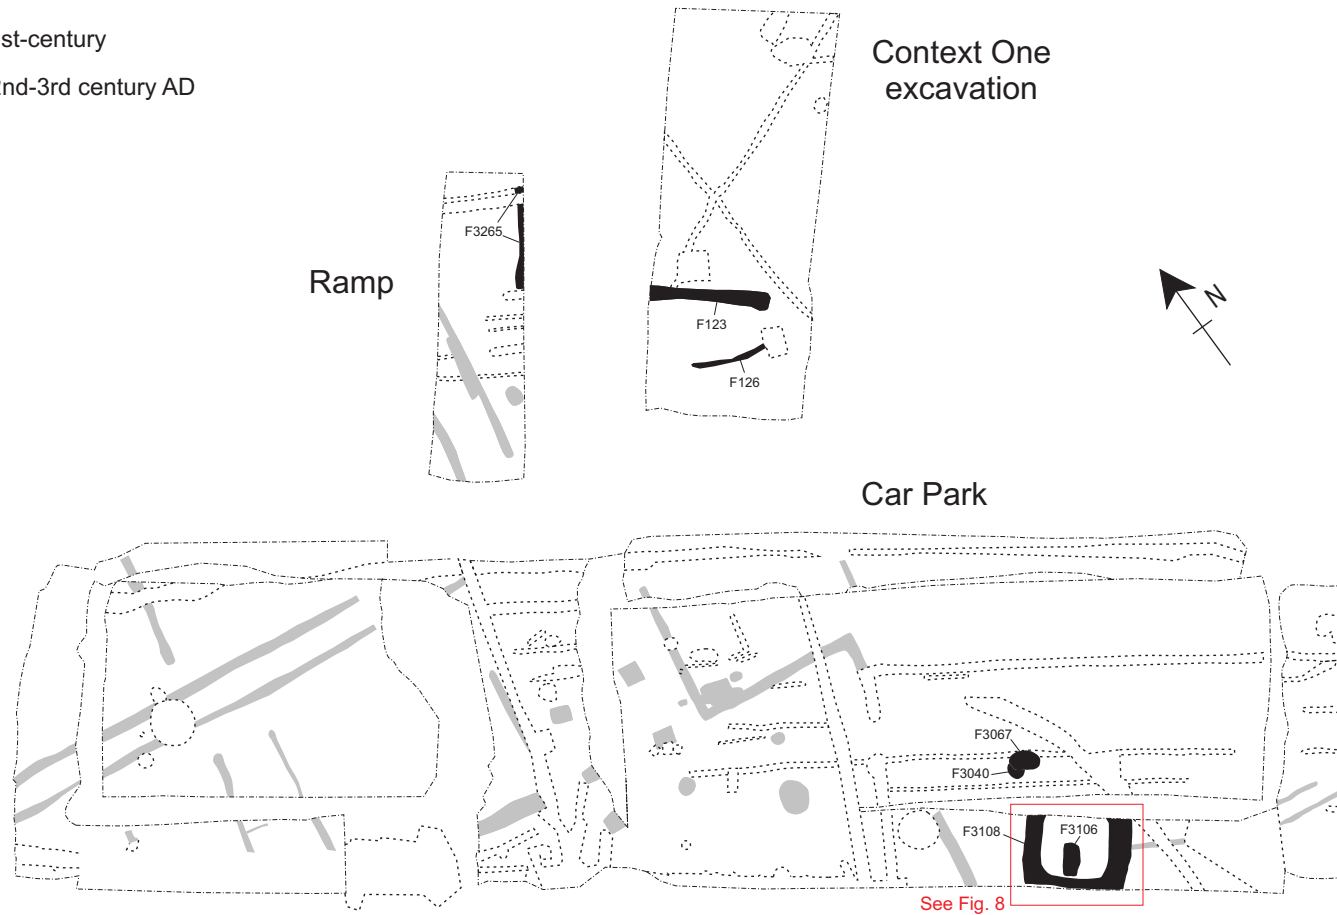 st-century
nd-3rd century AD
Context One
excavation
Ramp
F3265
F123
F126
N
Car Park
F3067
F3040
F3108
F3106
See Fig. 8